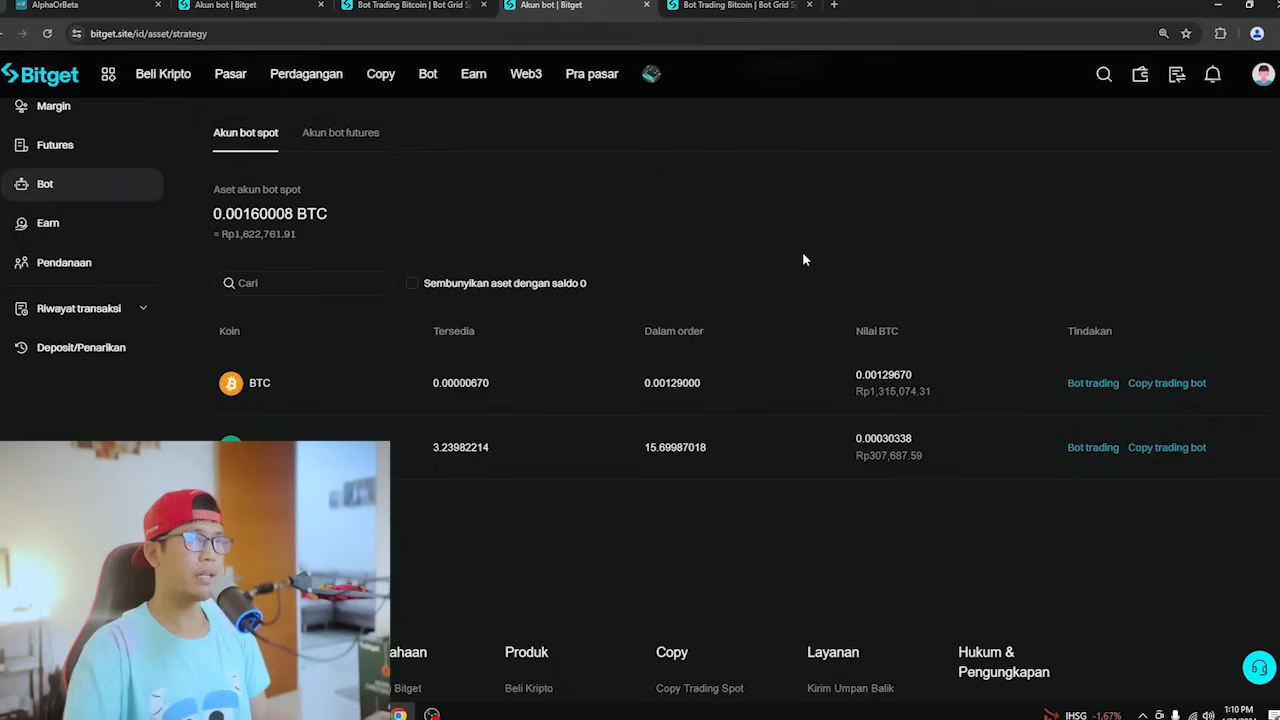 AlphaOrBeta
Akun bot | Bitget
Bot Trading Bitcoin | Bot Grid S
Akun bot | Bitget
Bot Trading Bitcoin | Bot Grid S
bitget.site/id/asset/strategy
Bitget
Beli Kripto
Pasar
Perdagangan
Copy
Bot
Earn
Web3
Pra pasar
Margin
Futures
Bot
Earn
Pendanaan
Riwayat transaksi
Deposit/Penarikan
Akun bot spot
Akun bot futures
Aset akun bot spot
0.00160008 BTC
≈ Rp1,622,761.91
Cari
Sembunyikan aset dengan saldo 0
Koin
Tersedia
Dalam order
Nilai BTC
Tindakan
BTC
0.00000670
0.00129000
0.00129670
Rp1,315,074.31
Bot trading
Copy trading bot
3.23982214
15.69987018
0.00030338
Rp307,687.59
Bot trading
Copy trading bot
ahaan
Bitget
Produk
Beli Kripto
Copy
Copy Trading Spot
Layanan
Kirim Umpan Balik
Hukum &
Pengungkapan
IHSG -1.67%
1:10 PM